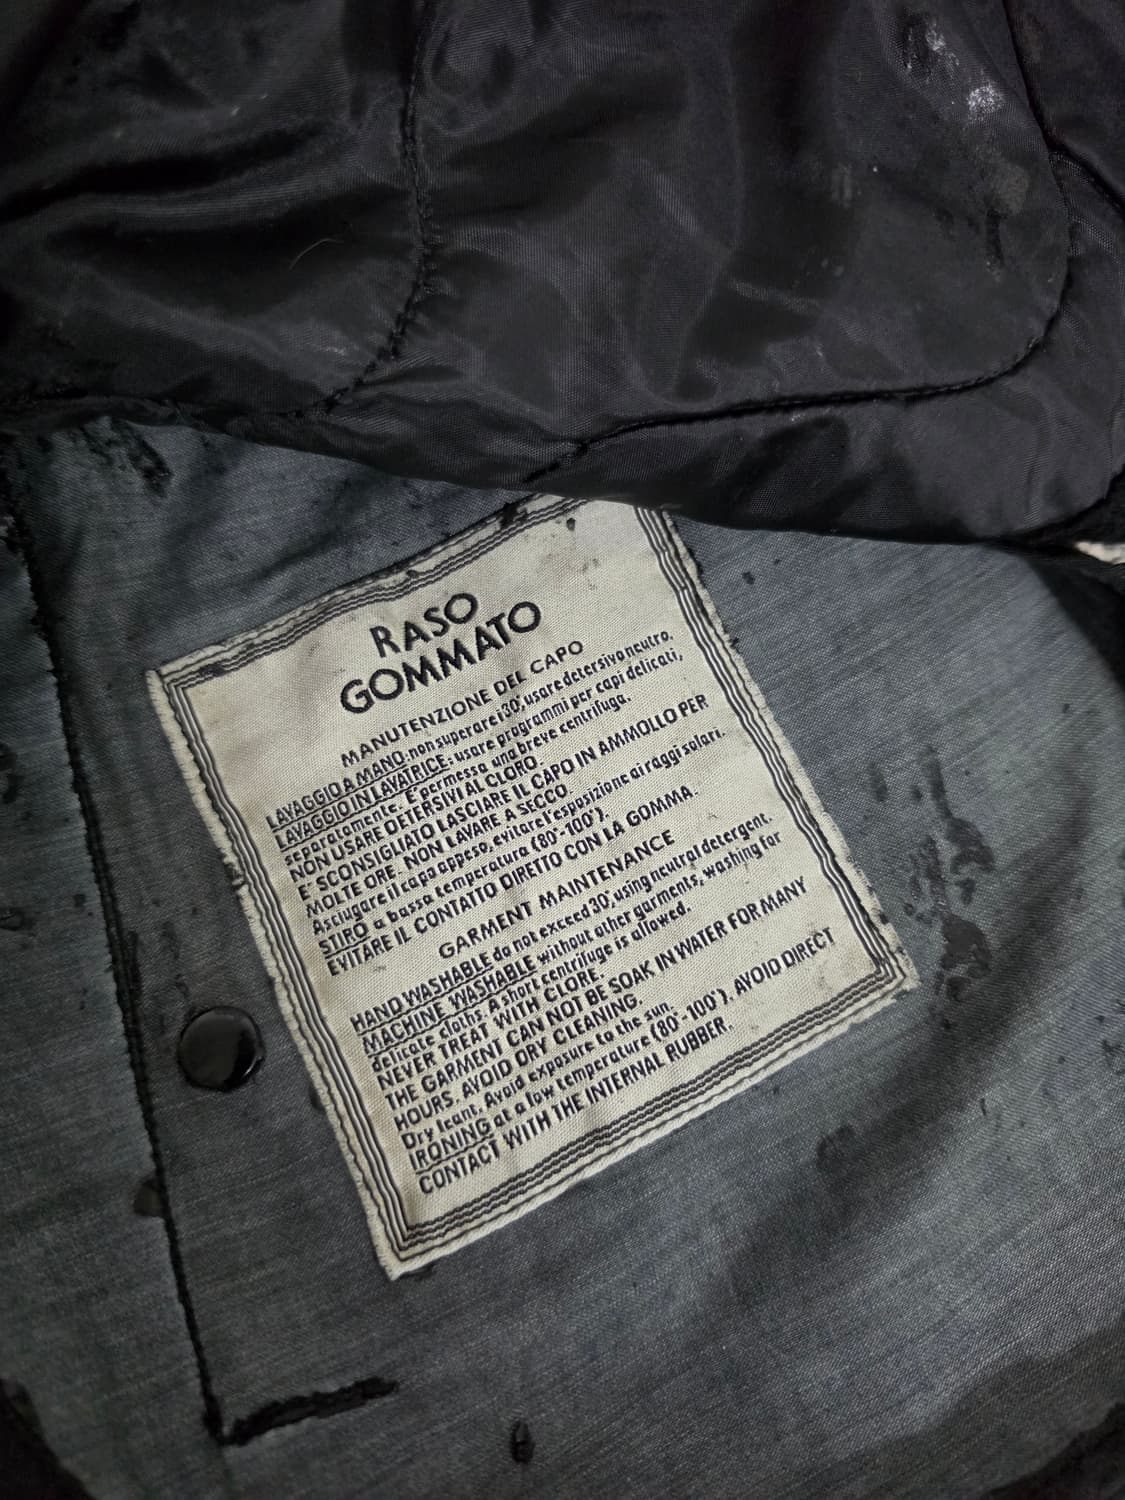 RASO
GOMMATO
MANUTENZIONE DEL CAPO
LAVAGGIO A MANO: non superare i 30°, usare detersivo neutro.
LAVAGGIO IN LAVATRICE: usare programmi per capi delicati,
separatamente. E' permessa una breve centrifuga.
NON USARE DETERSIVI AL CLORO.
E' SCONSIGLIATO LASCIARE IL CAPO IN AMMOLLO PER
MOLTE ORE. NON LAVARE A SECCO.
Asciugare il capo appeso, evitare l'esposizione ai raggi solari.
STIRO a bassa temperatura (80°-100°).
EVITARE IL CONTATTO DIRETTO CON LA GOMMA.
GARMENT MAINTENANCE
HAND WASHABLE do not exceed 30°, using neutral detergent.
MACHINE WASHABLE without other garments, washing for
delicate cloths. A short centrifuge is allowed.
NEVER TREAT WITH CLORE.
THE GARMENT CAN NOT BE SOAK IN WATER FOR MANY
HOURS. AVOID DRY CLEANING.
Dry leant, Avoid exposure to the sun.
IRONING at a low temperature (80°-100°). AVOID DIRECT
CONTACT WITH THE INTERNAL RUBBER.